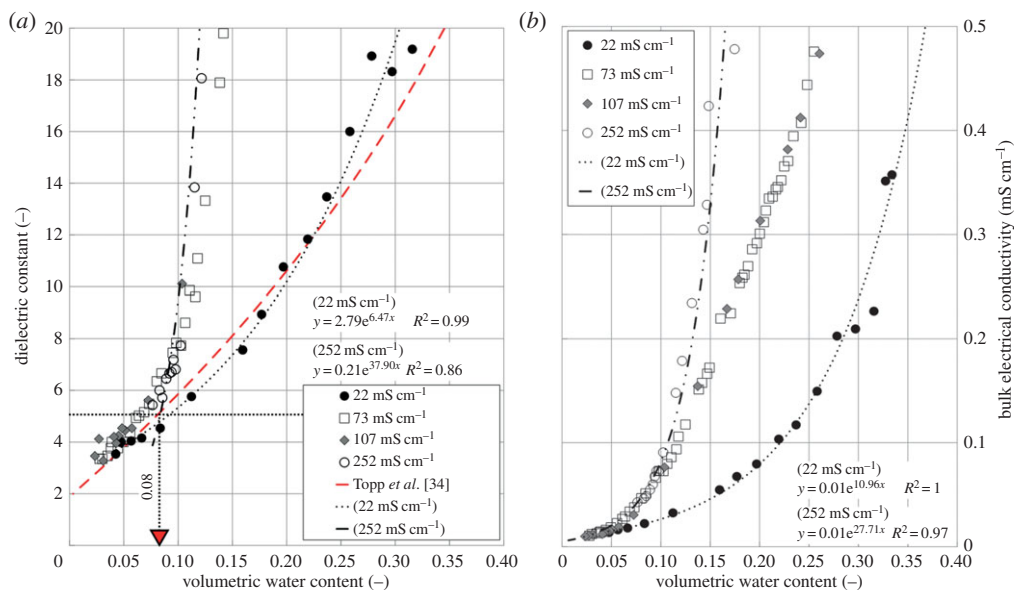 (a)
20
18
16
14
12
10
8
6
4
2
0
0.05
0.10
0.15
0.20
0.25
0.30
0.35
0.40
dielectric constant (–)
volumetric water content (–)
0.08
(22 mS cm⁻¹)
y = 2.79e^6.47x R² = 0.99
(252 mS cm⁻¹)
y = 0.21e^37.90x R² = 0.86
22 mS cm⁻¹
73 mS cm⁻¹
107 mS cm⁻¹
252 mS cm⁻¹
Topp et al. [34]
(22 mS cm⁻¹)
(252 mS cm⁻¹)
(b)
22 mS cm⁻¹
73 mS cm⁻¹
107 mS cm⁻¹
252 mS cm⁻¹
(22 mS cm⁻¹)
(252 mS cm⁻¹)
0.5
0.4
0.3
0.2
0.1
0
bulk electrical conductivity (mS cm⁻¹)
(22 mS cm⁻¹)
y = 0.01e^10.96x R² = 1
(252 mS cm⁻¹)
y = 0.01e^27.71x R² = 0.97
0
0.05
0.10
0.15
0.20
0.25
0.30
0.35
0.40
volumetric water content (–)